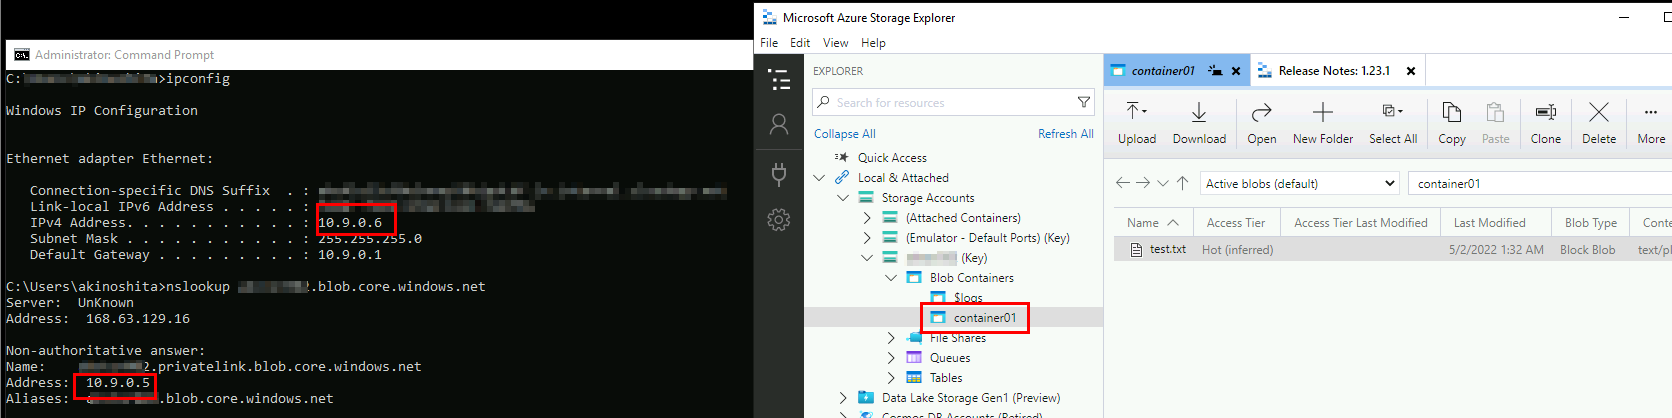 Administrator: Command Prompt
C:\ >ipconfig
Windows IP Configuration
Ethernet adapter Ethernet:
Connection-specific DNS Suffix . :
Link-local IPv6 Address . . . . . :
IPv4 Address. . . . . . . . . . . : 10.9.0.6
Subnet Mask . . . . . . . . . . . : 255.255.255.0
Default Gateway . . . . . . . . . : 10.9.0.1
C:\Users\akinoshita>nslookup 2.blob.core.windows.net
Server: UnKnown
Address: 168.63.129.16
Non-authoritative answer:
Name: 2.privatelink.blob.core.windows.net
Address: 10.9.0.5
Aliases: .blob.core.windows.net
Microsoft Azure Storage Explorer
File Edit View Help
EXPLORER
Search for resources
Collapse All Refresh All
Quick Access
Local & Attached
Storage Accounts
(Attached Containers)
(Emulator - Default Ports) (Key)
(Key)
Blob Containers
$logs
container01
File Shares
Queues
Tables
Data Lake Storage Gen1 (Preview)
Cosmos DB Accounts (Retired)
container01 Release Notes: 1.23.1
Upload Download Open New Folder Select All Copy Paste Clone Delete More
Active blobs (default) container01
Name Access Tier Access Tier Last Modified Last Modified Blob Type Conte
test.txt Hot (inferred) 5/2/2022 1:32 AM Block Blob text/pl